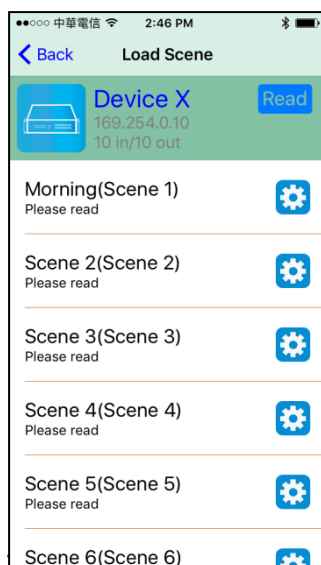 中華電信 2:46 PM
Back Load Scene
Device X Read
169.254.0.10
10 in/10 out
Morning(Scene 1)
Please read
Scene 2(Scene 2)
Please read
Scene 3(Scene 3)
Please read
Scene 4(Scene 4)
Please read
Scene 5(Scene 5)
Please read
Scene 6(Scene 6)